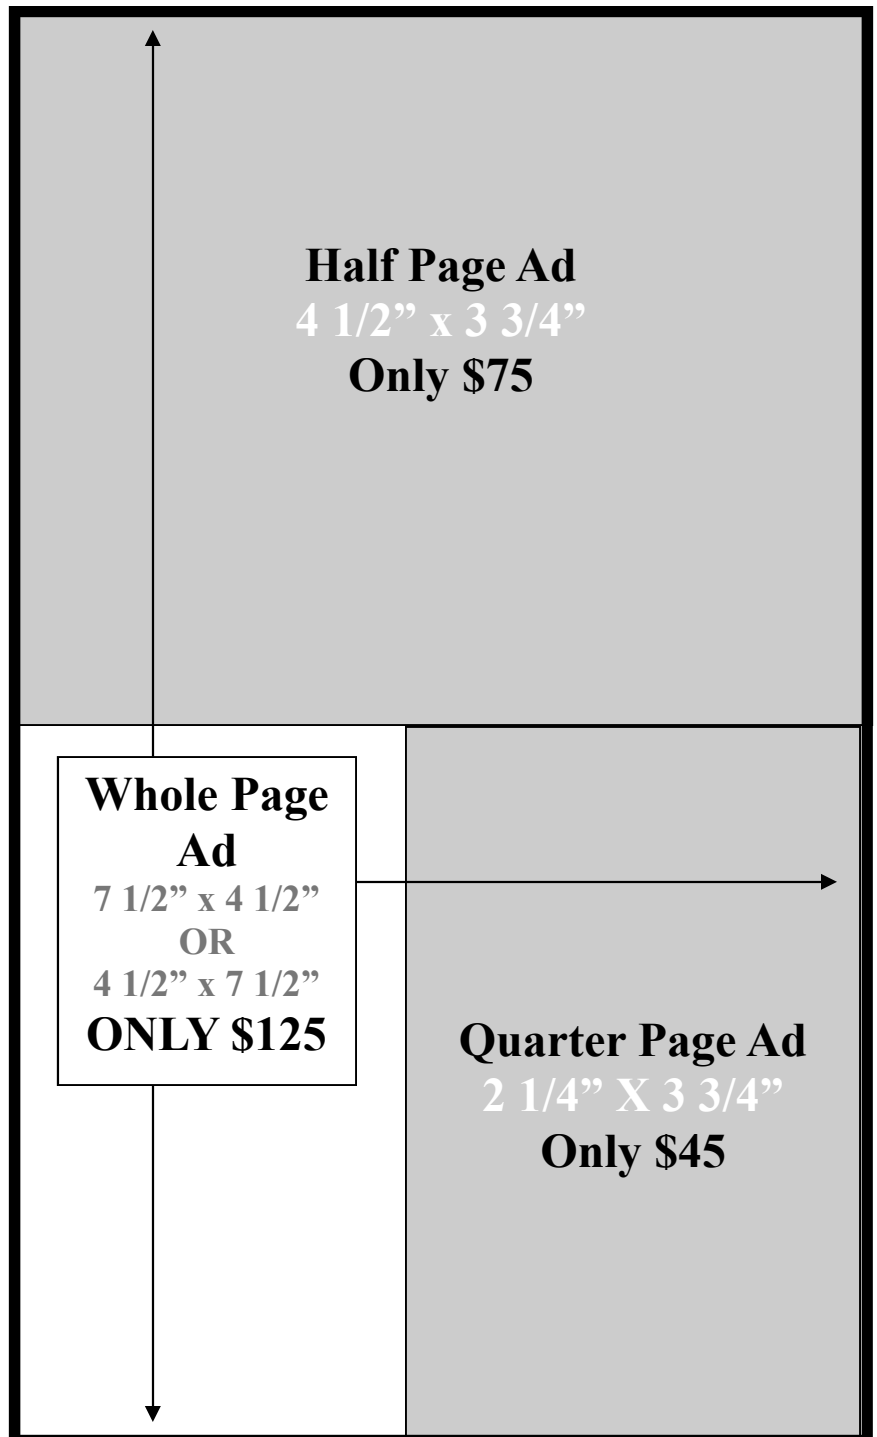 Half Page Ad
4 1/2” x 3 3/4”
Only $75
Whole Page
Ad
7 1/2” x 4 1/2”
OR
4 1/2” x 7 1/2”
ONLY $125
Quarter Page Ad
2 1/4” X 3 3/4”
Only $45